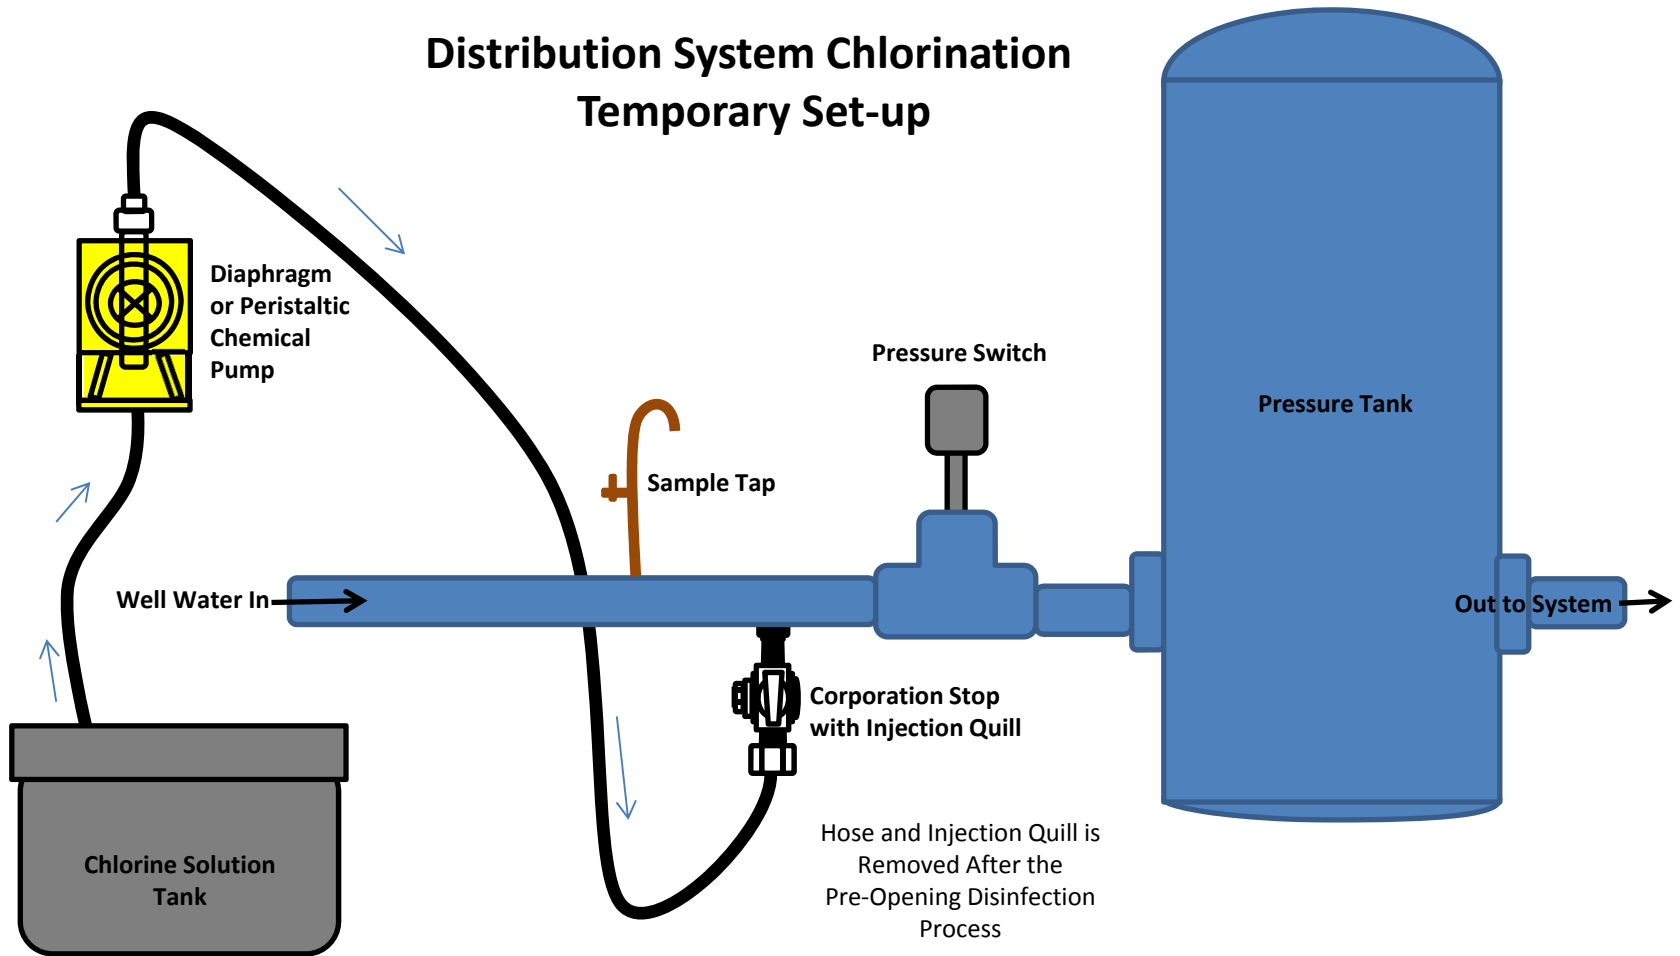 Distribution System Chlorination
Temporary Set-up
Diaphragm
or Peristaltic
Chemical
Pump
Pressure Switch
Pressure Tank
Sample Tap
Well Water In
Out to System
Corporation Stop
with Injection Quill
Hose and Injection Quill is
Removed After the
Pre-Opening Disinfection
Process
Chlorine Solution
Tank